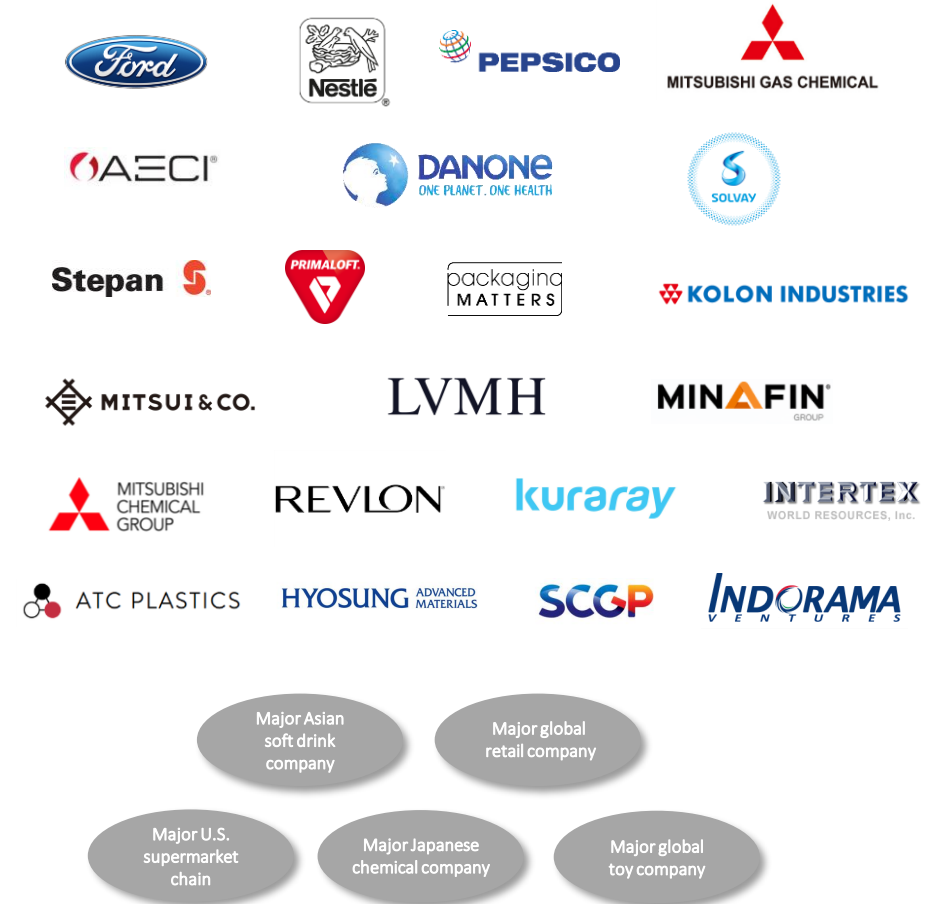 Ford
Nestlé®
PEPSICO
MITSUBISHI GAS CHEMICAL
AECI®
DANONE
ONE PLANET. ONE HEALTH
SOLVAY
Stepan ®
PRIMALOFT.
packaging
MATTERS
KOLON INDUSTRIES
MITSUI & CO.
LVMH
MINAFIN®
GROUP
MITSUBISHI
CHEMICAL
GROUP
REVLON
kuraray
INTERTEX
WORLD RESOURCES, Inc.
ATC PLASTICS
HYOSUNG ADVANCED
MATERIALS
SCGP
INDORAMA
VENTURES
Major Asian
soft drink
company
Major global
retail company
Major U.S.
supermarket
chain
Major Japanese
chemical company
Major global
toy company